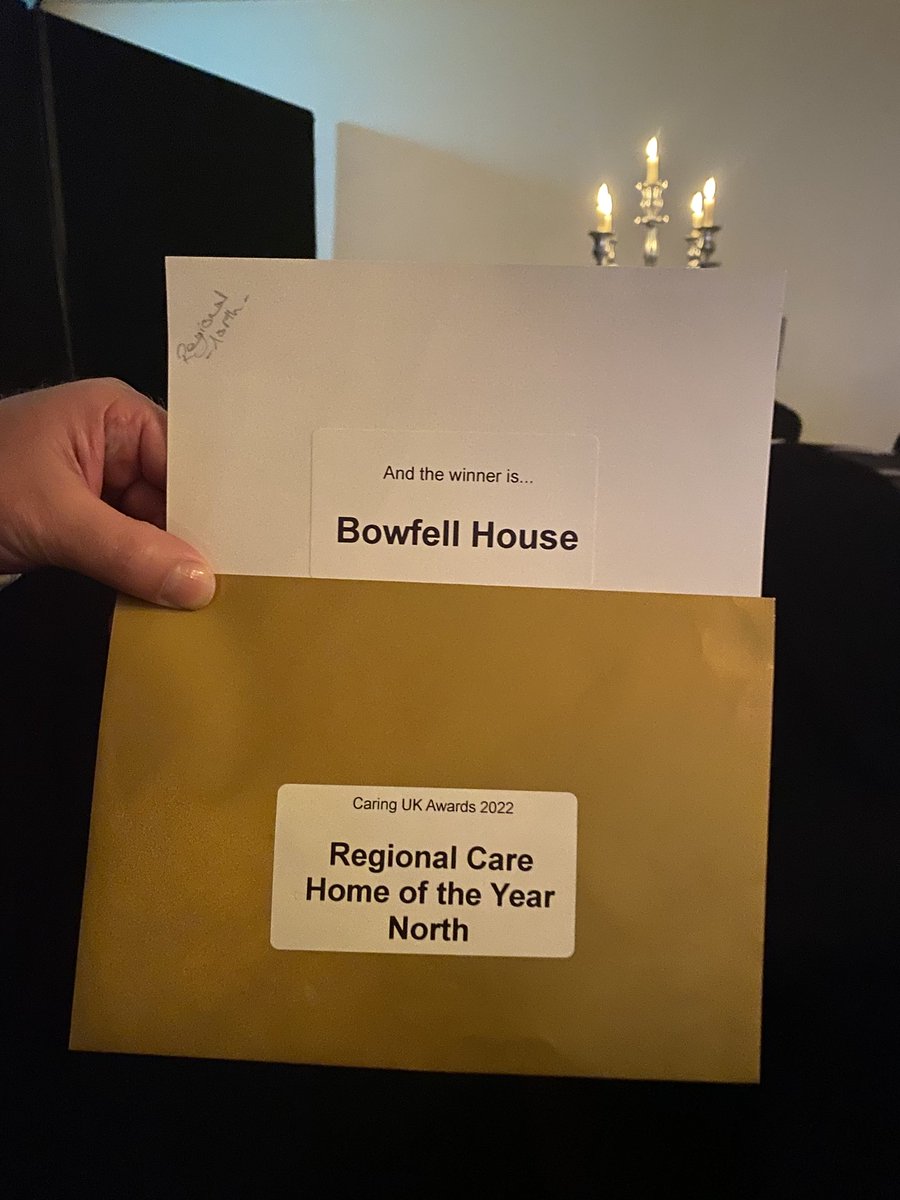 Regional
North
And the winner is...
Bowfell House
Caring UK Awards 2022
Regional Care
Home of the Year
North